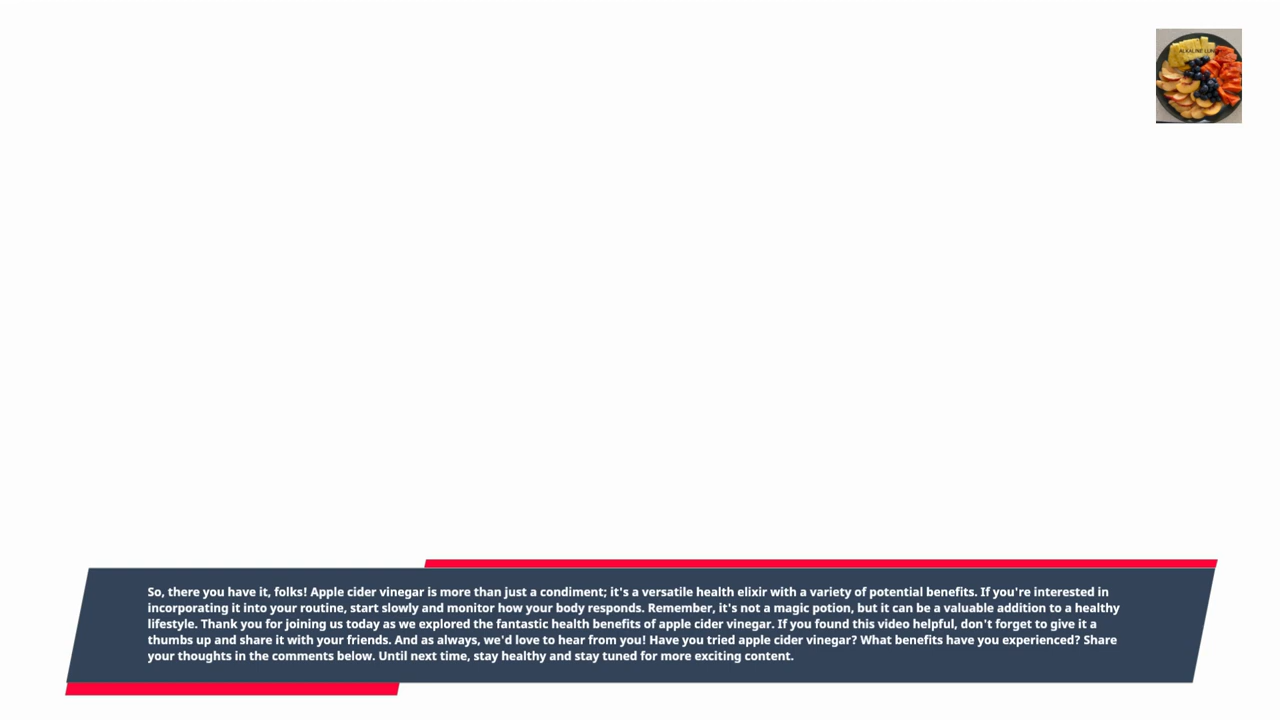 ALKALINE LUNCH
So, there you have it, folks! Apple cider vinegar is more than just a condiment; it's a versatile health elixir with a variety of potential benefits. If you're interested in
incorporating it into your routine, start slowly and monitor how your body responds. Remember, it's not a magic potion, but it can be a valuable addition to a healthy
lifestyle. Thank you for joining us today as we explored the fantastic health benefits of apple cider vinegar. If you found this video helpful, don't forget to give it a
thumbs up and share it with your friends. And as always, we'd love to hear from you! Have you tried apple cider vinegar? What benefits have you experienced? Share
your thoughts in the comments below. Until next time, stay healthy and stay tuned for more exciting content.